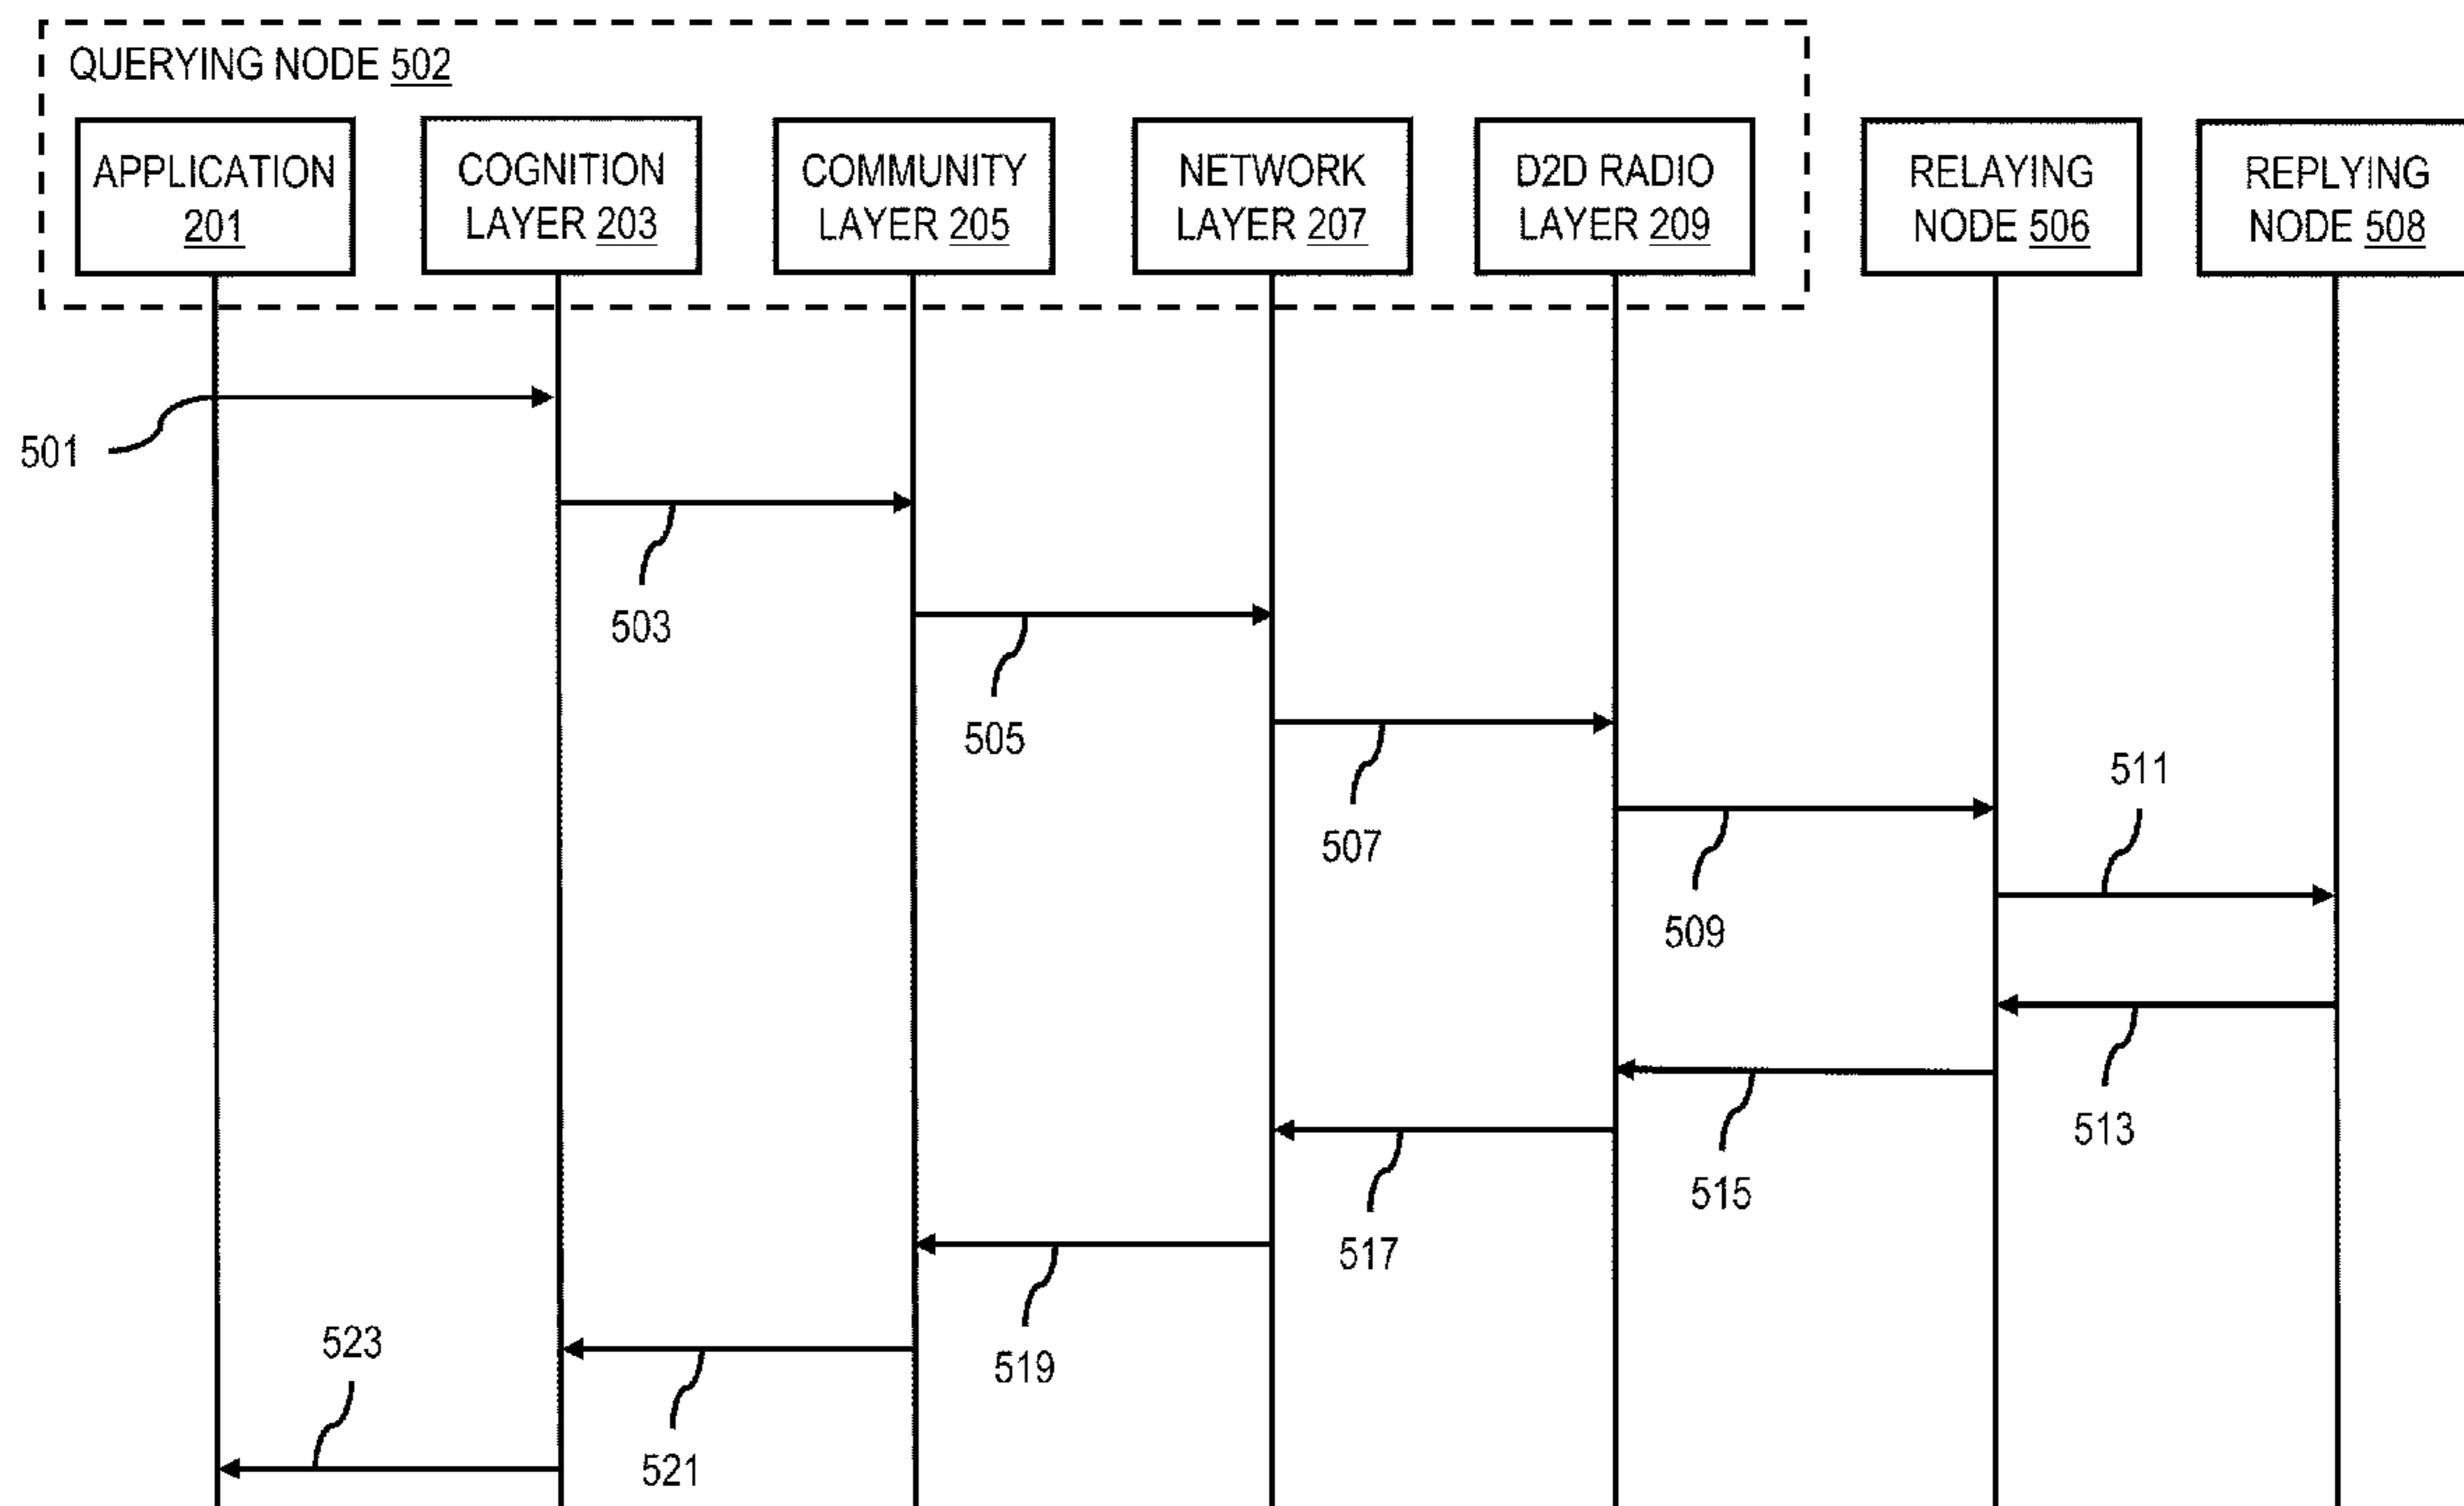 QUERYING NODE 502
APPLICATION
201
COGNITION
LAYER 203
COMMUNITY
LAYER 205
NETWORK
LAYER 207
D2D RADIO
LAYER 209
RELAYING
NODE 506
REPLYING
NODE 508
501
503
505
507
511
509
513
515
517
519
523
521